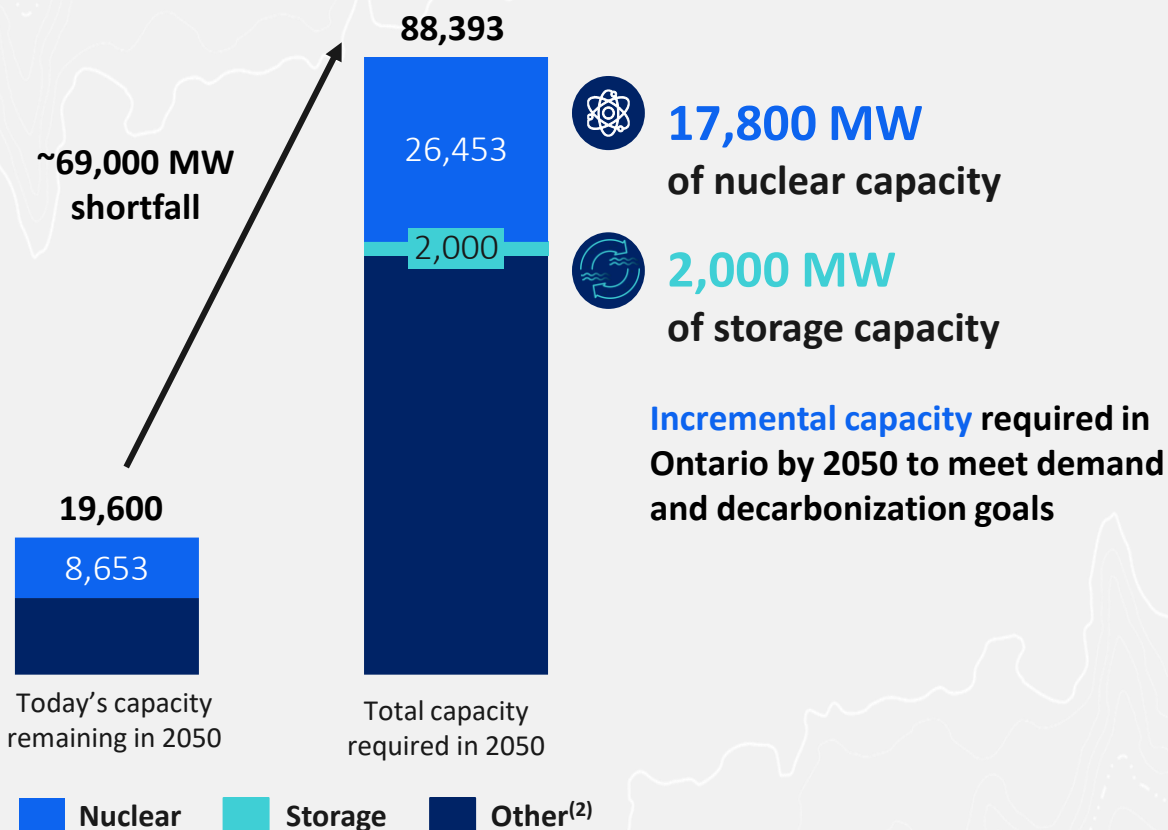 88,393
26,453
2,000
~69,000 MW
shortfall
19,600
8,653
Today's capacity
remaining in 2050
Total capacity
required in 2050
17,800 MW
of nuclear capacity
2,000 MW
of storage capacity
Incremental capacity required in
Ontario by 2050 to meet demand
and decarbonization goals
Nuclear Storage Other(2)